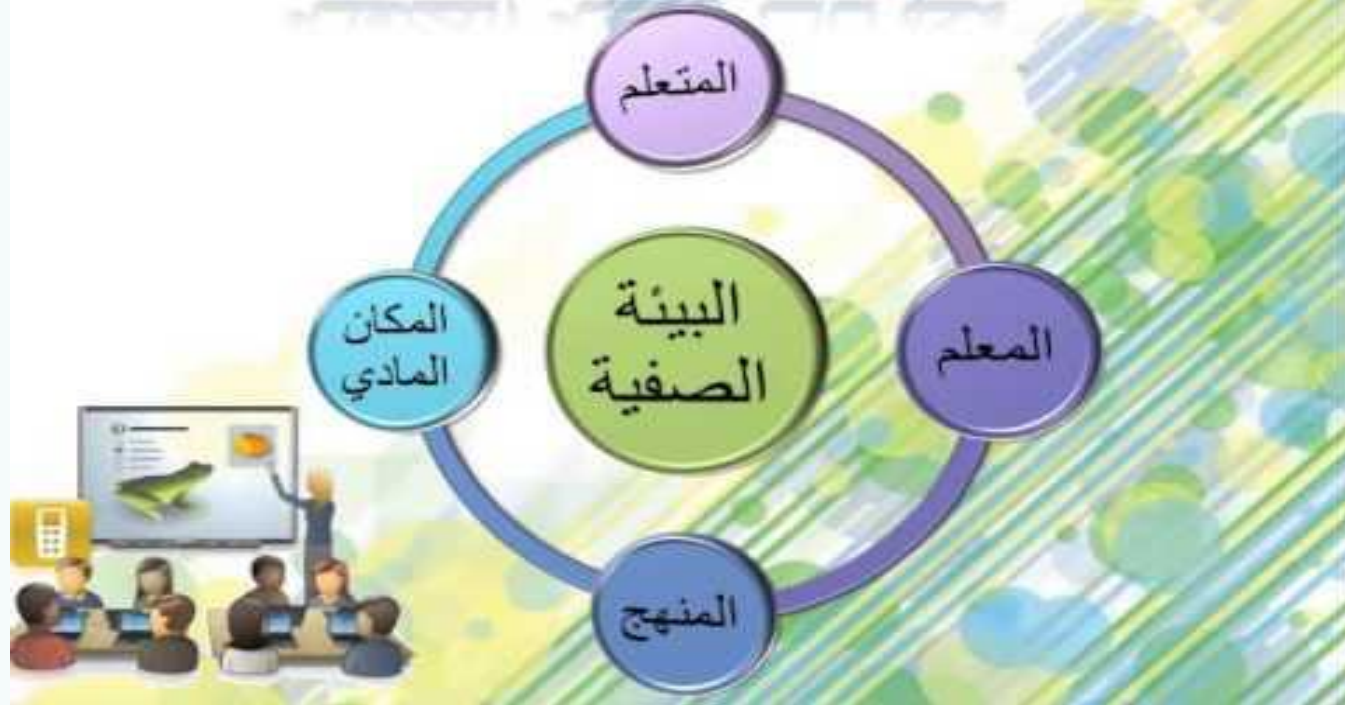 المتعلم
البيئة
الصفية
المعلم
المكان
المادي
المنهج